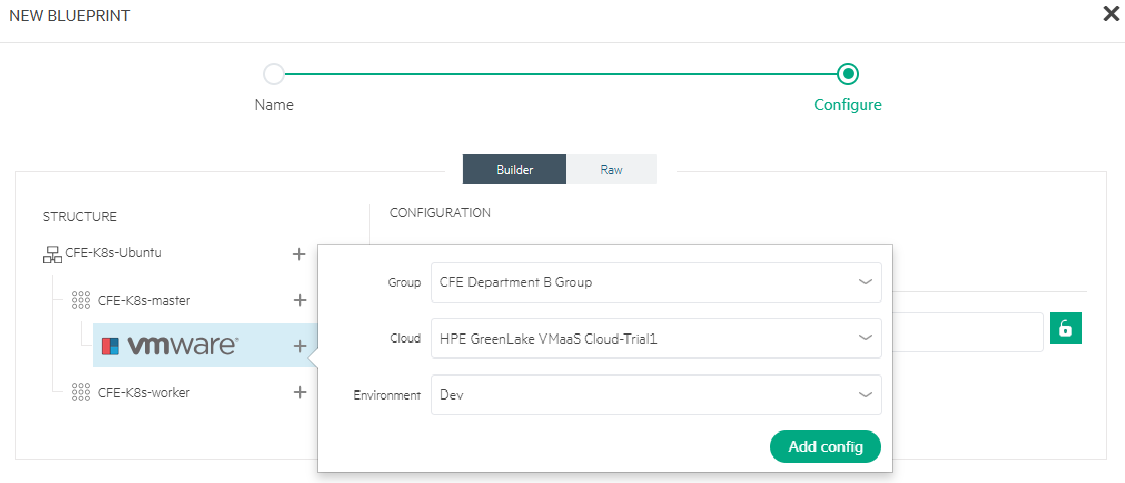 NEW BLUEPRINT
Name
Configure
Builder
Raw
STRUCTURE
CONFIGURATION
CFE-K8s-Ubuntu
CFE-K8s-master
vmware®
CFE-K8s-worker
Group
CFE Department B Group
Cloud
HPE GreenLake VMaaS Cloud-Trial1
Environment
Dev
Add config